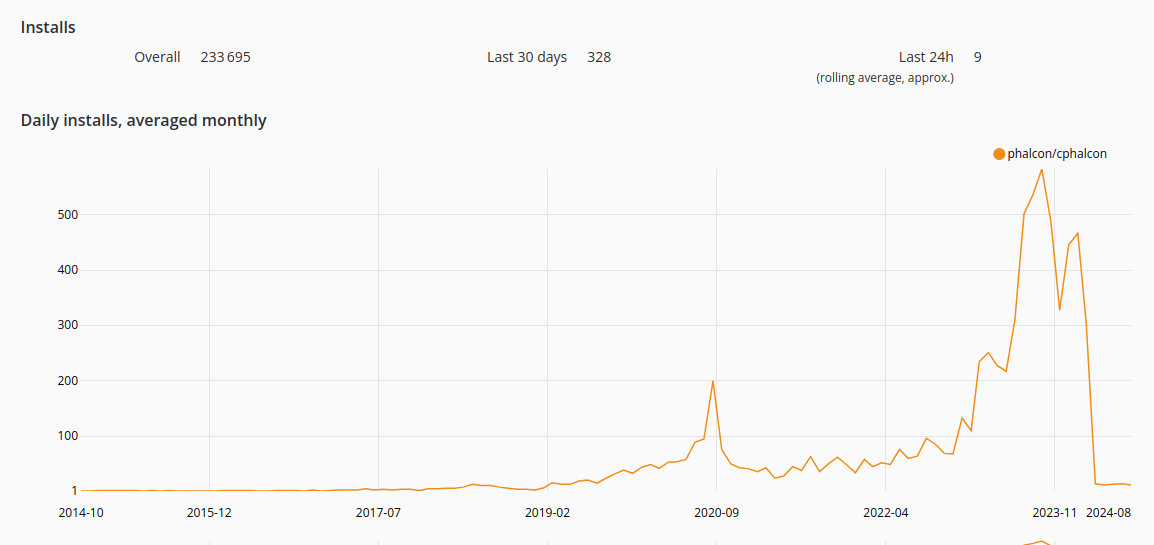 Installs
Overall 233 695 Last 30 days 328 Last 24h 9
(rolling average, approx.)
Daily installs, averaged monthly
phalcon/cphalcon
500
400
300
200
100
1
2014-10 2015-12 2017-07 2019-02 2020-09 2022-04 2023-11 2024-08